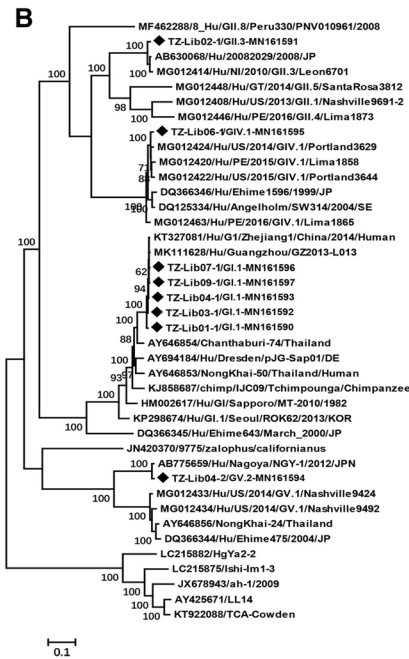 B
MF462288/8_Hu/GII.8/Peru330/PNV010961/2008
TZ-Lib02-1/GII.3-MN161591
AB630068/Hu/20082029/2008/JP
MG012414/Hu/NI/2010/GII.3/Leon6701
MG012448/Hu/GT/2014/GII.5/SantaRosa3812
MG012408/Hu/US/2013/GII.1/Nashville9691-2
MG012446/Hu/PE/2016/GII.4/Lima1873
TZ-Lib06-1/GIV.1-MN161595
MG012424/Hu/US/2014/GIV.1/Portland3629
MG012420/Hu/PE/2015/GIV.1/Lima1858
MG012422/Hu/US/2015/GIV.1/Portland3644
DQ366346/Hu/Ehime1596/1999/JP
DQ125334/Hu/Angelholm/SW314/2004/SE
MG012463/Hu/PE/2016/GIV.1/Lima1865
KT327081/Hu/G1/Zhejiang1/China/2014/Human
MK111628/Hu/Guangzhou/GZ2013-L013
TZ-Lib07-1/GI.1-MN161596
TZ-Lib09-1/GI.1-MN161597
TZ-Lib04-1/GI.1-MN161593
TZ-Lib03-1/GI.1-MN161592
TZ-Lib01-1/GI.1-MN161590
AY646854/Chanthaburi-74/Thailand
AY694184/Hu/Dresden/pJG-Sap01/DE
AY646853/NongKhai-50/Thailand/Human
KJ858687/chimp/IJC09/Tchimpounga/Chimpanzee
HM002617/Hu/GI/Sapporo/MT-2010/1982
KP298674/Hu/GI.1/Seoul/ROK62/2013/KOR
DQ366345/Hu/Ehime643/March_2000/JP
JN420370/9775/zalophus/californianus
AB775659/Hu/Nagoya/NGY-1/2012/JPN
TZ-Lib04-2/GV.2-MN161594
MG012433/Hu/US/2014/GV.1/Nashville9424
MG012434/Hu/US/2014/GV.1/Nashville9492
AY646856/NongKhai-24/Thailand
DQ366344/Hu/Ehime475/2004/JP
LC215882/HgYa2-2
LC215875/Ishi-Im1-3
JX678943/ah-1/2009
AY425671/LL14
KT922088/TCA-Cowden
100
100
100
98
100
100
71
100
62
94
100
88
100
93
100
100
100
100
100
100
100
100
100
0.1